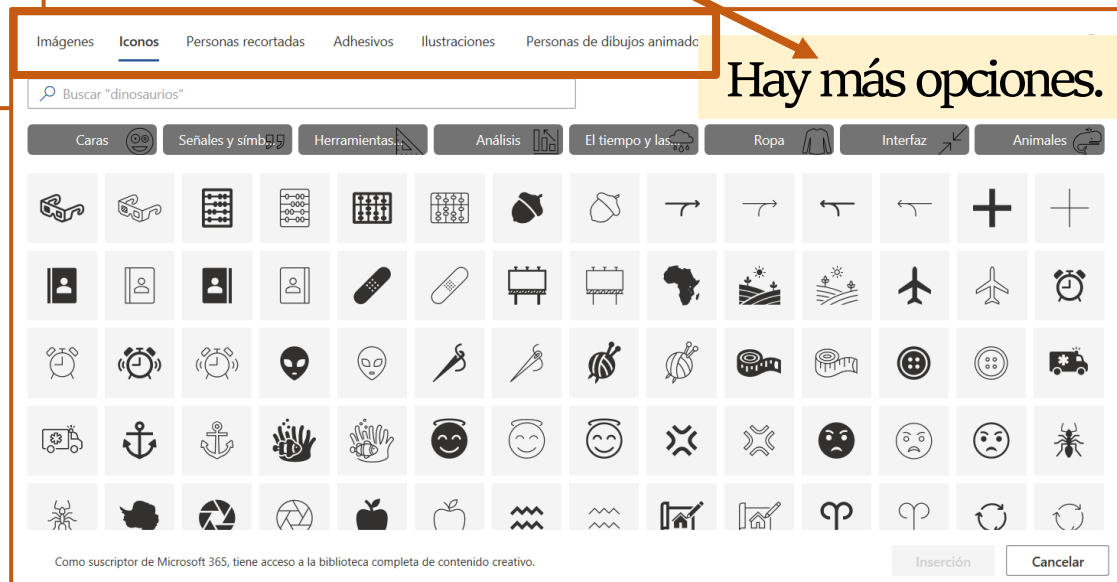 Imágenes Iconos Personas recortadas Adhesivos Ilustraciones Personas de dibujos animado
Hay más opciones.
Buscar "dinosaurios"
Caras Señales y símb... Herramientas... Análisis El tiempo y las... Ropa Interfaz Animales
Como suscriptor de Microsoft 365, tiene acceso a la biblioteca completa de contenido creativo.
Inserción Cancelar